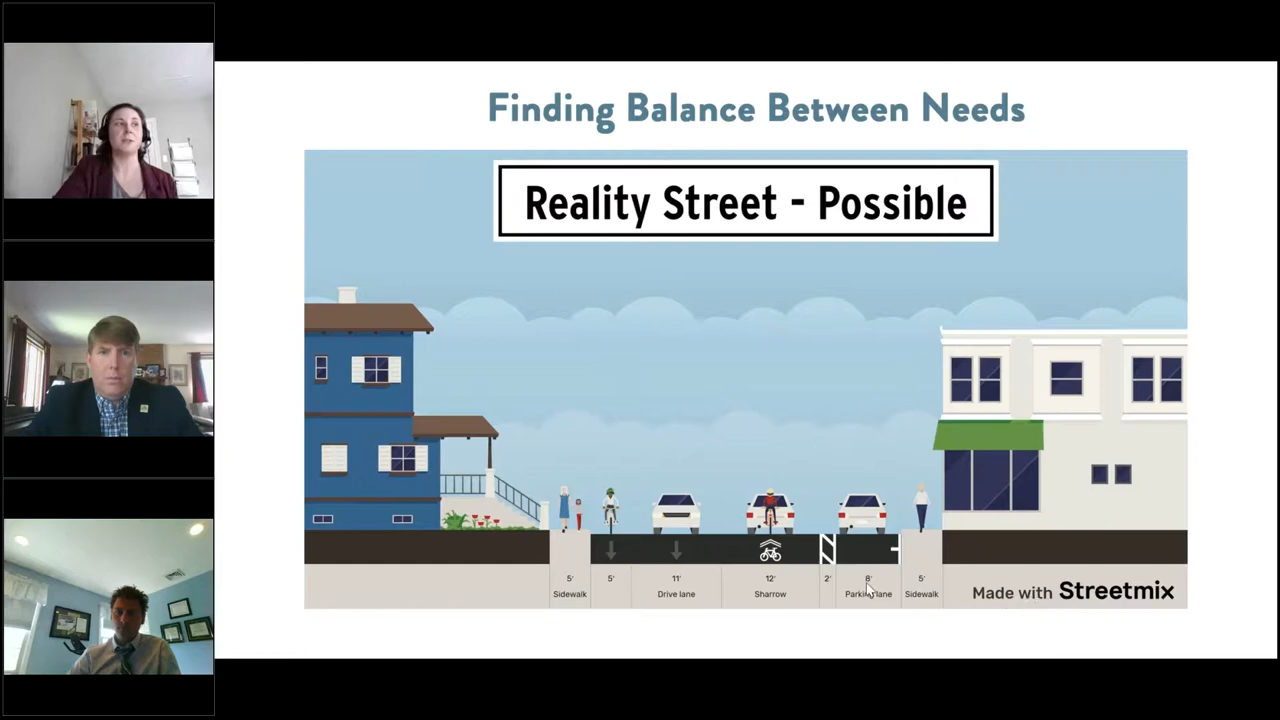 Finding Balance Between Needs
Reality Street - Possible
5' 5' 11' 12' 2' 8' 5'
Sidewalk Drive lane Sharrow Parking lane Sidewalk
Made with Streetmix